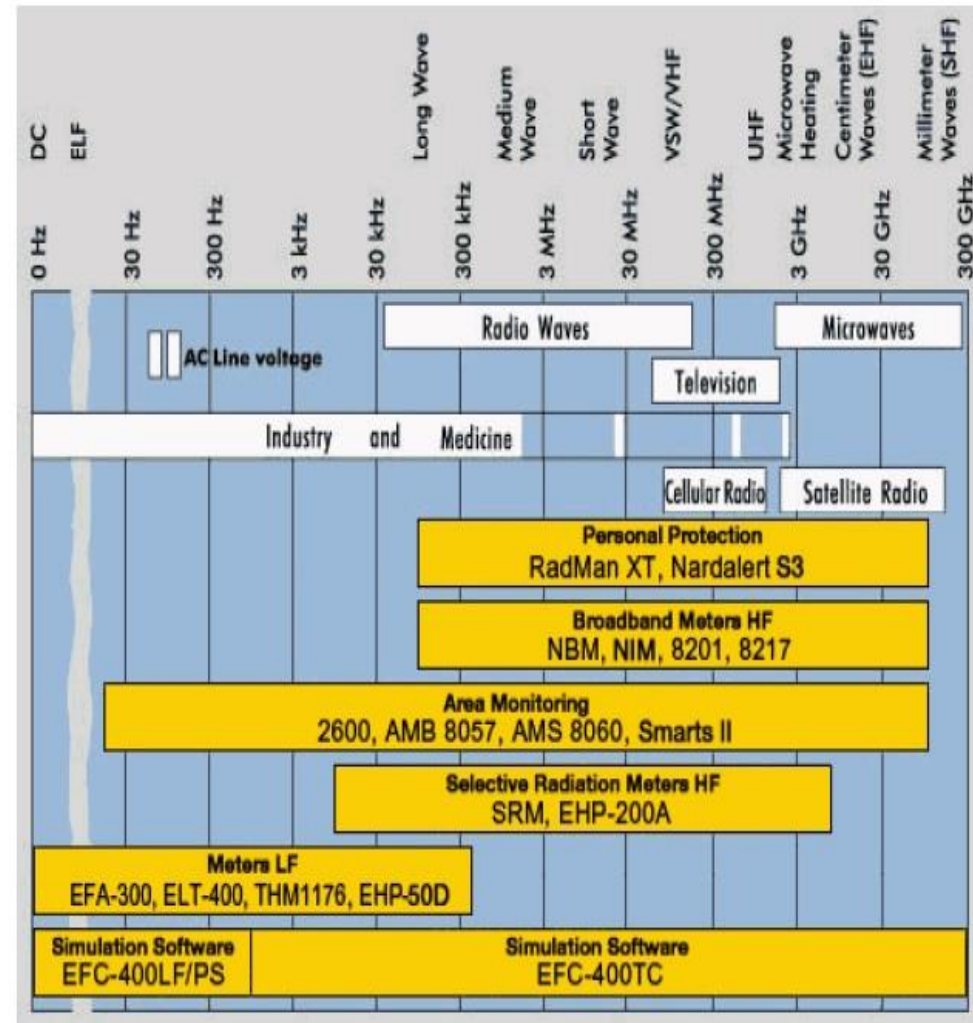 DC
ELF
Long Wave
Medium
Wave
Short
Wave
VSW/VHF
UHF
Microwave
Heating
Centimeter
Waves (EHF)
Millimeter
Waves (SHF)
0 Hz
30 Hz
300 Hz
3 kHz
30 kHz
300 kHz
3 MHz
30 MHz
300 MHz
3 GHz
30 GHz
300 GHz
Radio Waves
Microwaves
AC Line voltage
Television
Industry and Medicine
Cellular Radio
Satellite Radio
Personal Protection
RadMan XT, Nardalert S3
Broadband Meters HF
NBM, NIM, 8201, 8217
Area Monitoring
2600, AMB 8057, AMS 8060, Smarts II
Selective Radiation Meters HF
SRM, EHP-200A
Meters LF
EFA-300, ELT-400, THM1176, EHP-50D
Simulation Software
EFC-400LF/PS
Simulation Software
EFC-400TC